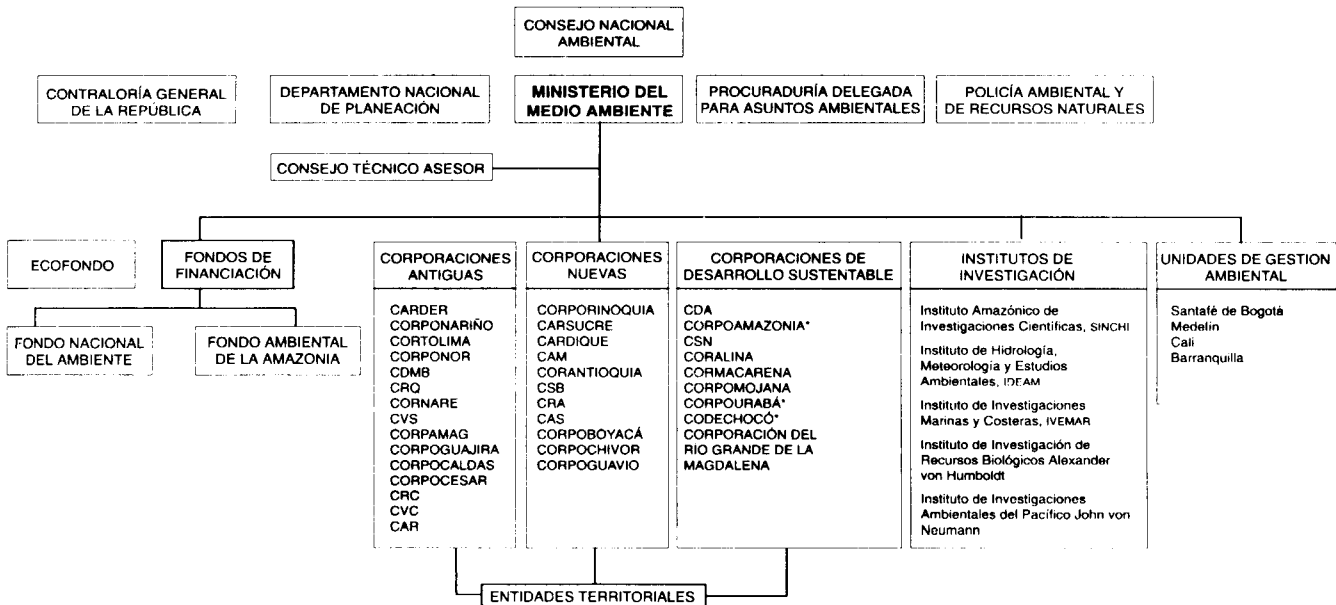 CONSEJO NACIONAL
AMBIENTAL
CONTRALORÍA GENERAL
DE LA REPÚBLICA
DEPARTAMENTO NACIONAL
DE PLANEACIÓN
MINISTERIO DEL
MEDIO AMBIENTE
PROCURADURÍA DELEGADA
PARA ASUNTOS AMBIENTALES
POLICÍA AMBIENTAL Y
DE RECURSOS NATURALES
CONSEJO TÉCNICO ASESOR
ECOFONDO
FONDOS DE
FINANCIACIÓN
FONDO NACIONAL
DEL AMBIENTE
FONDO AMBIENTAL
DE LA AMAZONIA
CORPORACIONES
ANTIGUAS
CARDER
CORPONARIÑO
CORTOLIMA
CORPONOR
CDMB
CRQ
CORNARE
CVS
CORPAMAG
CORPOGUAJIRA
CORPOCALDAS
CORPOCESAR
CRC
CVC
CAR
CORPORACIONES
NUEVAS
CORPORINOQUIA
CARSUCRE
CARDIQUE
CAM
CORANTIOQUIA
CSB
CRA
CAS
CORPOBOYACÁ
CORPOCHIVOR
CORPOGUAVIO
CORPORACIONES DE
DESARROLLO SUSTENTABLE
CDA
CORPOAMAZONIA*
CSN
CORALINA
CORMACARENA
CORPOMOJANA
CORPOURABÁ*
CODECHOCÓ*
CORPORACIÓN DEL
RIO GRANDE DE LA
MAGDALENA
INSTITUTOS DE
INVESTIGACIÓN
Instituto Amazónico de
Investigaciones Científicas, SINCHI
Instituto de Hidrología,
Meteorología y Estudios
Ambientales, IDEAM
Instituto de Investigaciones
Marinas y Costeras, IVEMAR
Instituto de Investigación de
Recursos Biológicos Alexander
von Humboldt
Instituto de Investigaciones
Ambientales del Pacífico John von
Neumann
UNIDADES DE GESTION
AMBIENTAL
Santafé de Bogotá
Medelín
Cali
Barranquilla
ENTIDADES TERRITORIALES